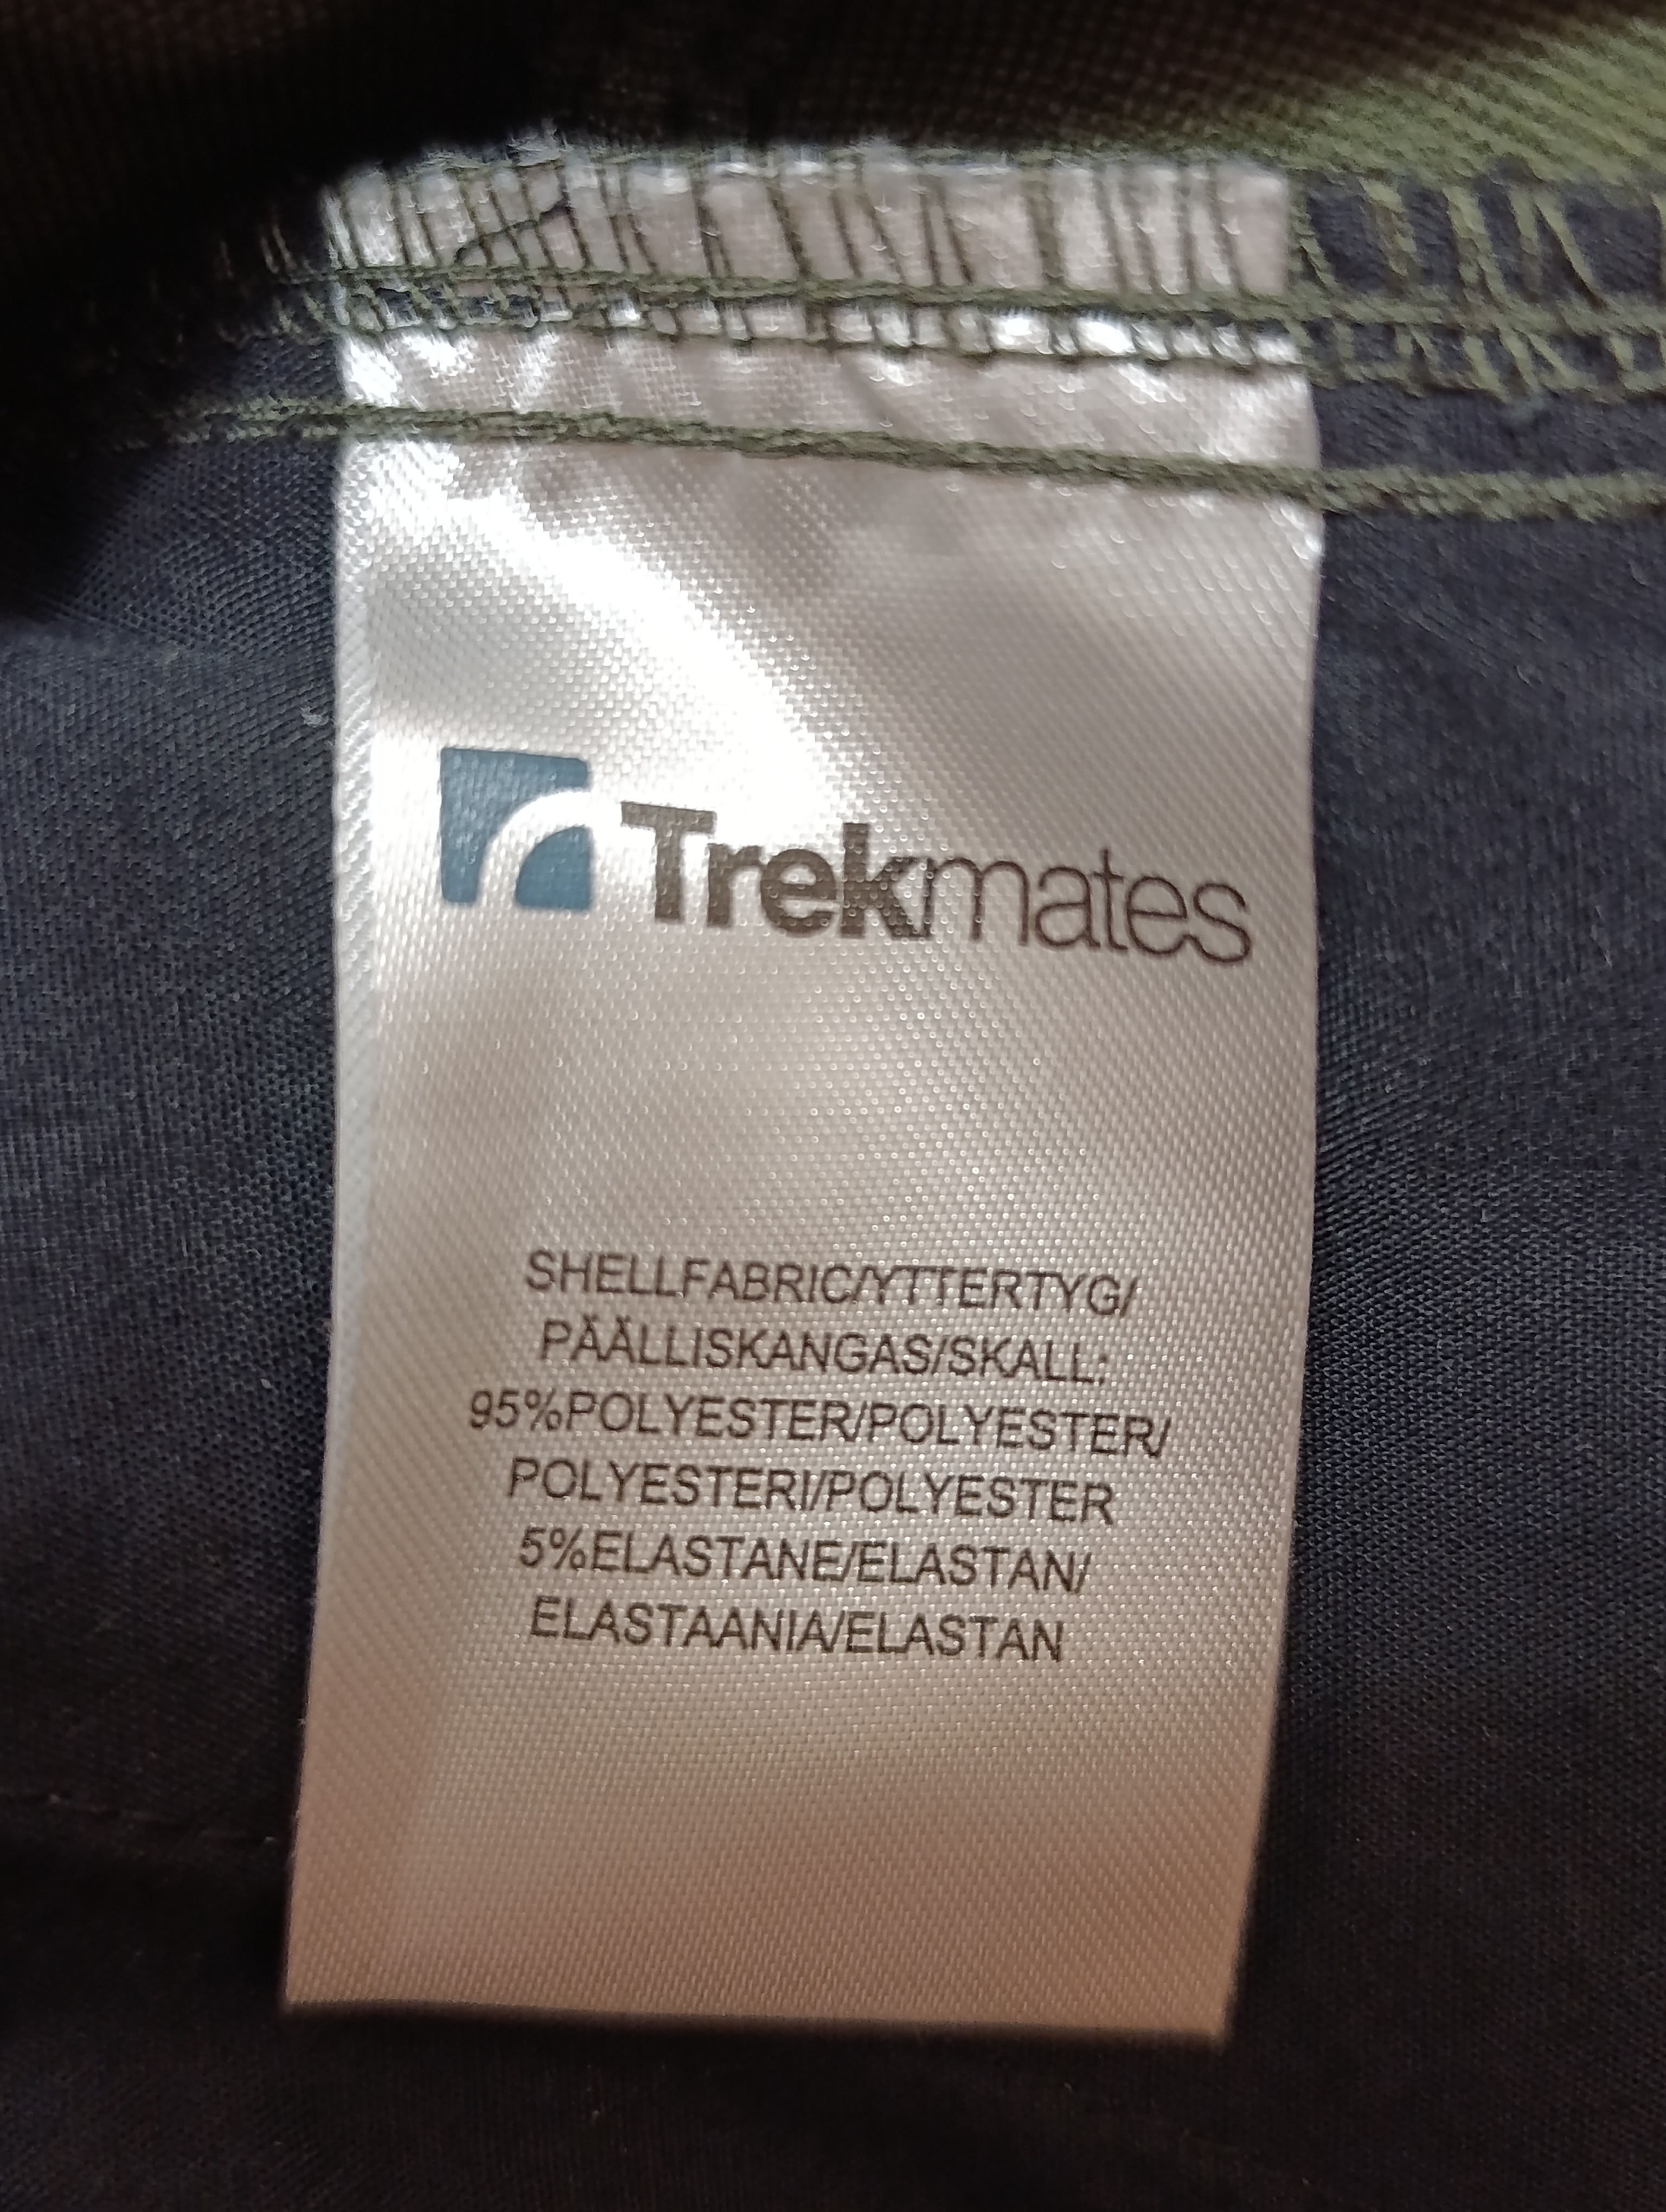 Trekmates
SHELLFABRIC/YTTERTYG/
PÄÄLLISKANGAS/SKALL:
95%POLYESTER/POLYESTER/
POLYESTERI/POLYESTER
5%ELASTANE/ELASTAN/
ELASTAANIA/ELASTAN